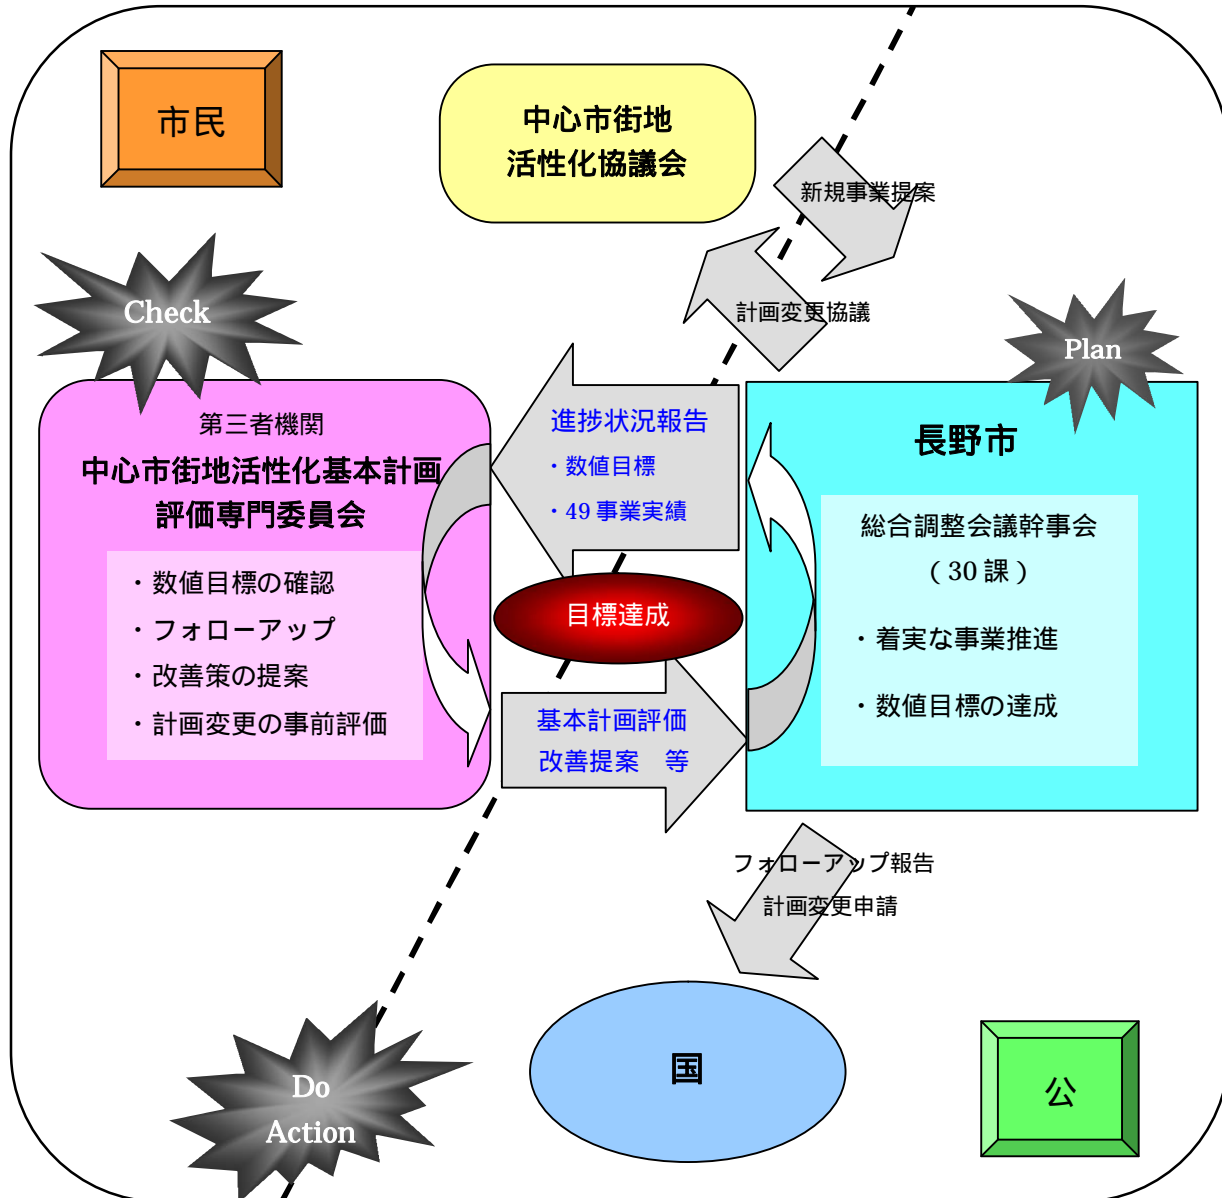 市民
中心市街地
活性化協議会
新規事業提案
計画変更協議
Check
Plan
第三者機関
中心市街地活性化基本計画
評価専門委員会
・数値目標の確認
・フォローアップ
・改善策の提案
・計画変更の事前評価
進捗状況報告
・数値目標
・49事業実績
目標達成
基本計画評価
改善提案　等
長野市
総合調整会議幹事会
（30課）
・着実な事業推進
・数値目標の達成
フォローアップ報告
計画変更申請
国
Do
Action
公